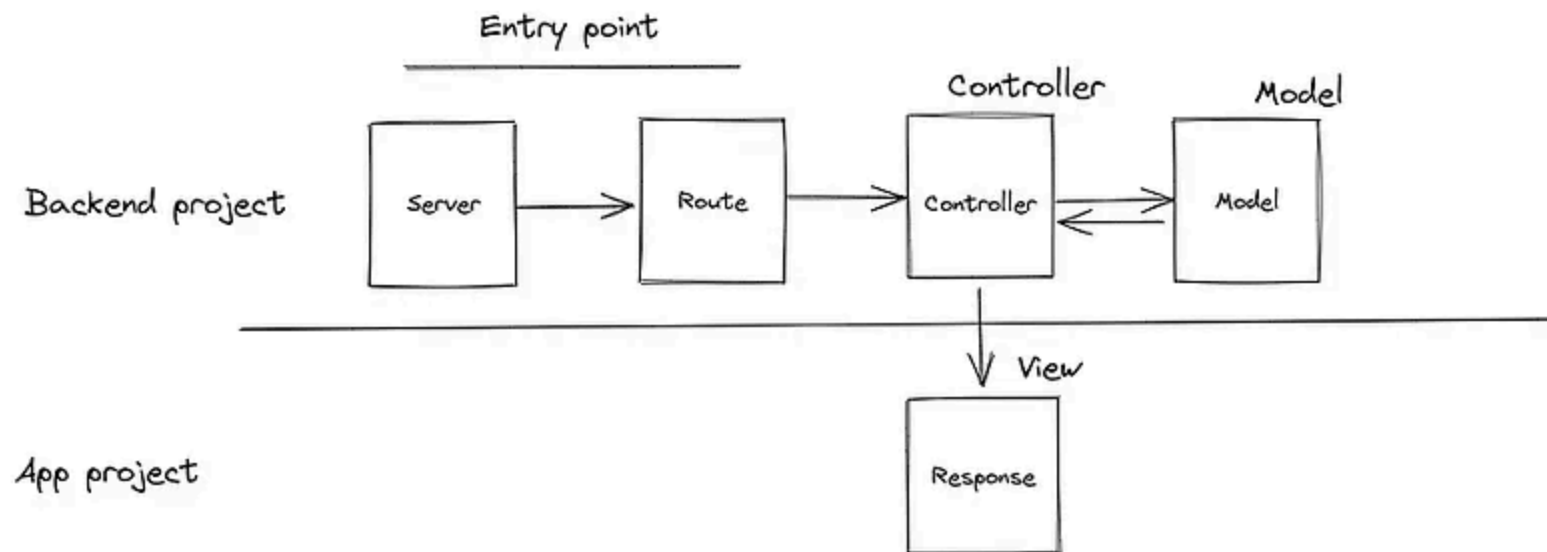 Entry point
Controller
Model
Backend project
Server
Route
Controller
Model
View
App project
Response